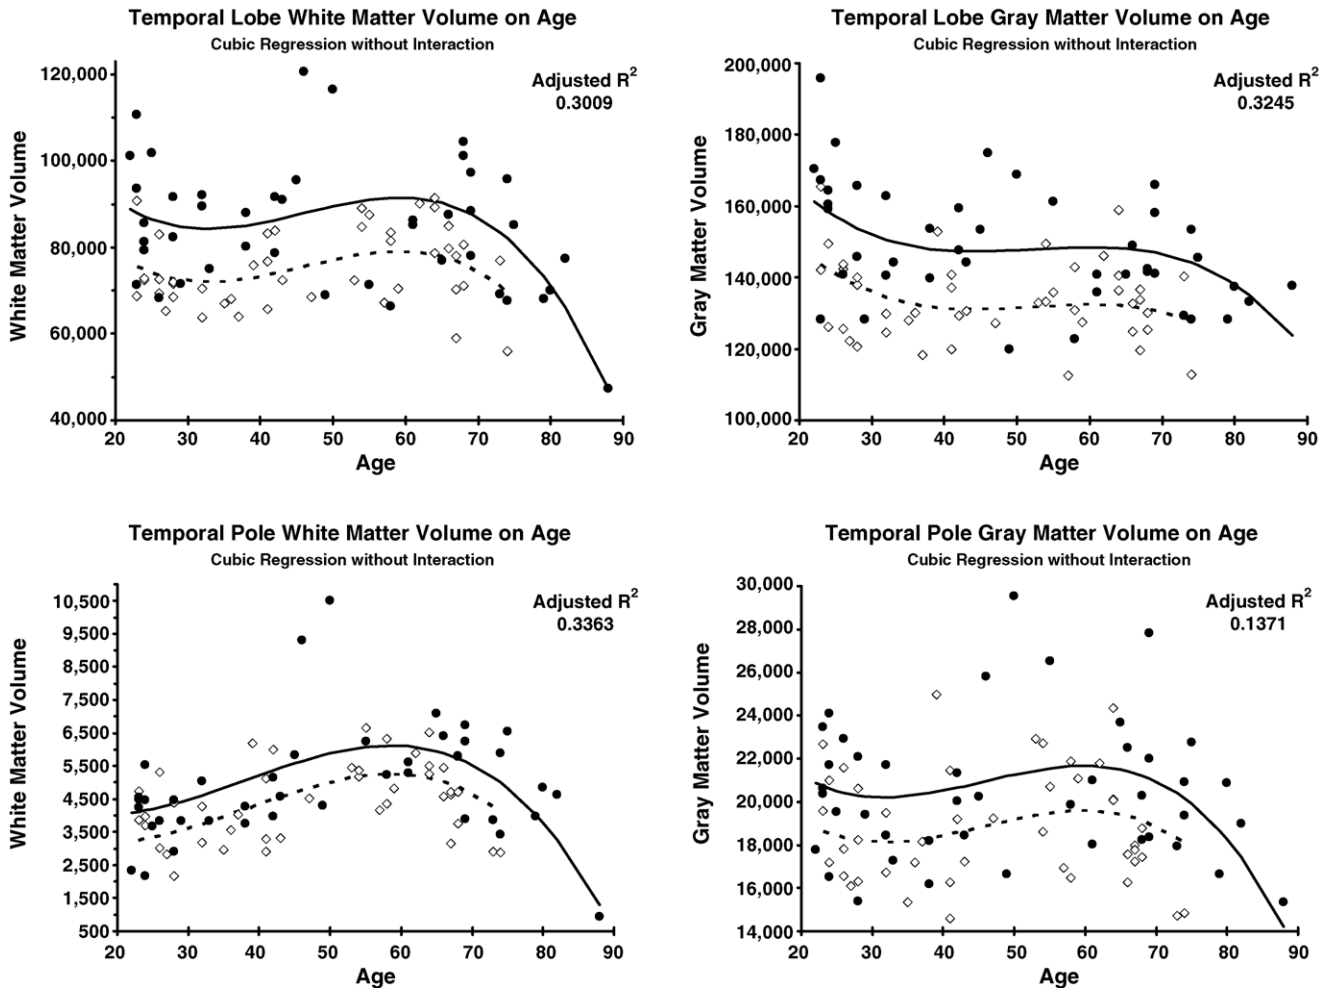 Temporal Lobe White Matter Volume on Age
Cubic Regression without Interaction
Adjusted R2
0.3009
White Matter Volume
120,000
100,000
80,000
60,000
40,000
20 30 40 50 60 70 80 90
Age
Temporal Lobe Gray Matter Volume on Age
Cubic Regression without Interaction
Adjusted R2
0.3245
Gray Matter Volume
200,000
180,000
160,000
140,000
120,000
100,000
20 30 40 50 60 70 80 90
Age
Temporal Pole White Matter Volume on Age
Cubic Regression without Interaction
Adjusted R2
0.3363
White Matter Volume
10,500
9,500
8,500
7,500
6,500
5,500
4,500
3,500
2,500
1,500
500
20 30 40 50 60 70 80 90
Age
Temporal Pole Gray Matter Volume on Age
Cubic Regression without Interaction
Adjusted R2
0.1371
Gray Matter Volume
30,000
28,000
26,000
24,000
22,000
20,000
18,000
16,000
14,000
20 30 40 50 60 70 80 90
Age